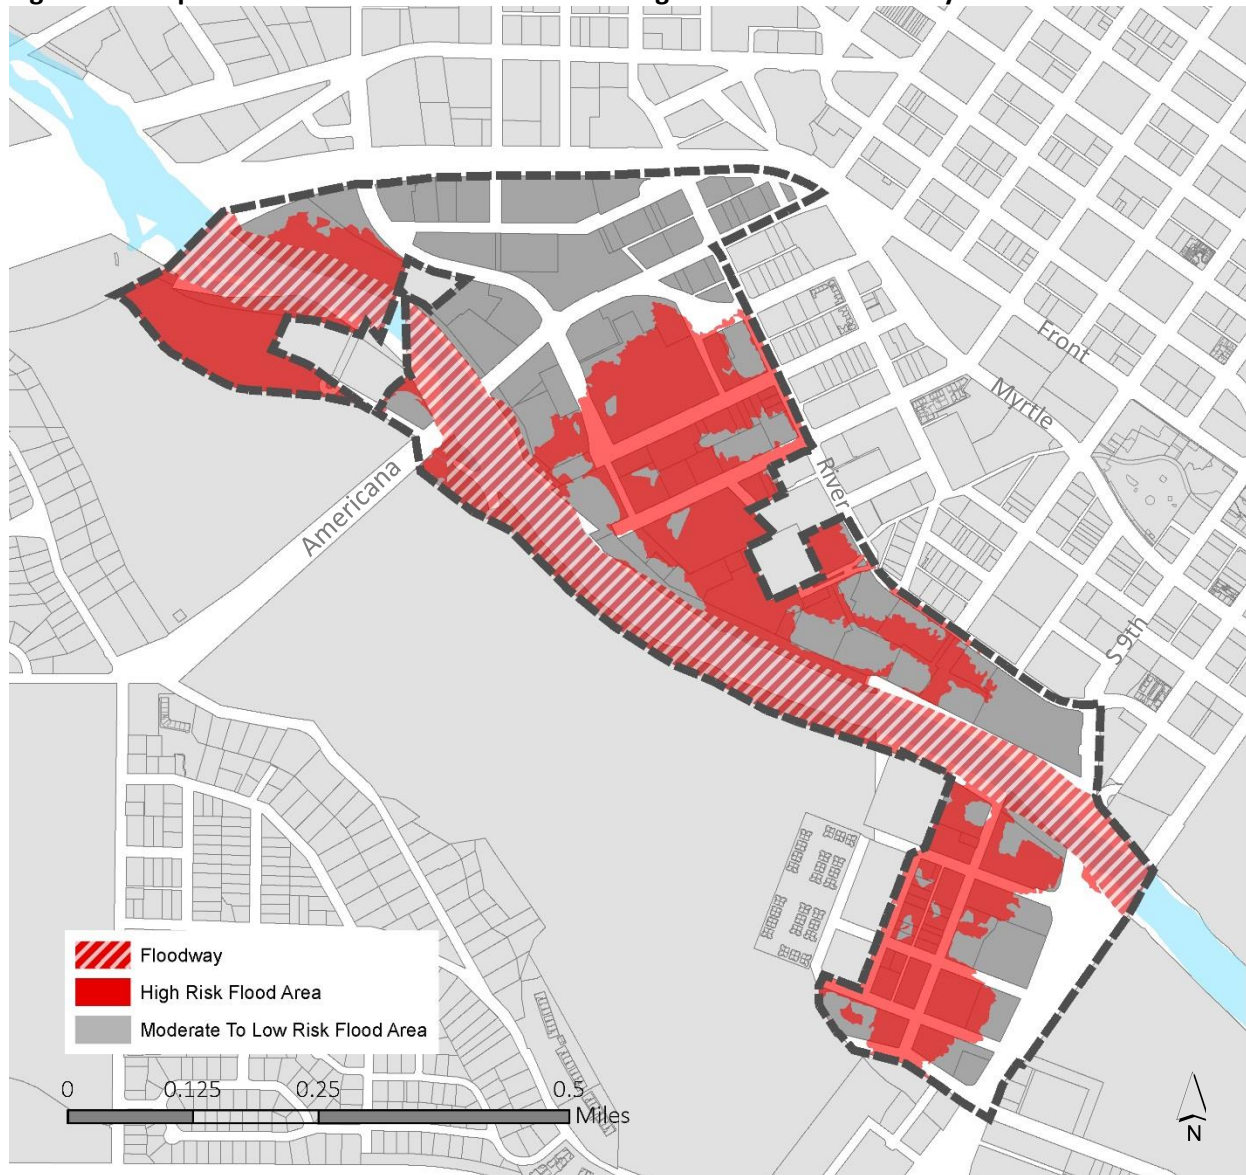 Front
Myrtle
River
Americana
S 9th
Floodway
High Risk Flood Area
Moderate To Low Risk Flood Area
0 0.125 0.25 0.5
Miles
N